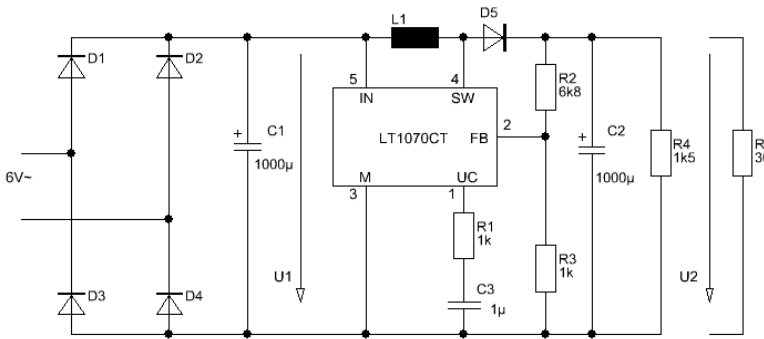 L1
D5
D1
D2
5
4
IN
SW
R2
6k8
C1
+
1000µ
LT1070CT
FB
2
C2
+
1000µ
R4
1k5
6V~
M
UC
3
1
R1
1k
R3
1k
C3
1µ
U1
U2
D3
D4